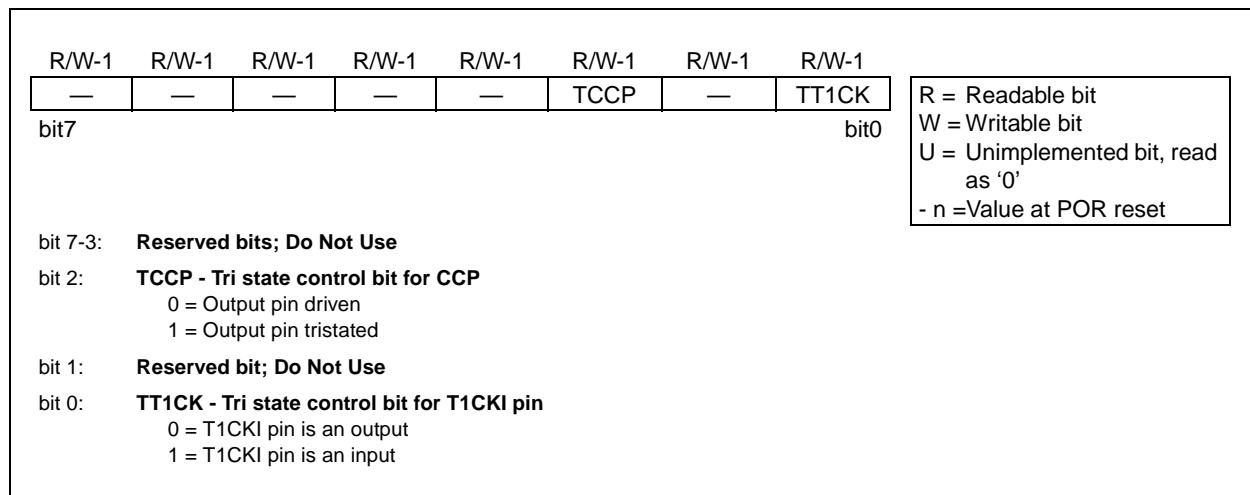 R/W-1 R/W-1 R/W-1 R/W-1 R/W-1 R/W-1 R/W-1 R/W-1
— — — — — TCCP — TT1CK
bit7 bit0
R = Readable bit
W = Writable bit
U = Unimplemented bit, read
as ‘0’
- n =Value at POR reset
bit 7-3: Reserved bits; Do Not Use
bit 2: TCCP - Tri state control bit for CCP
0 = Output pin driven
1 = Output pin tristated
bit 1: Reserved bit; Do Not Use
bit 0: TT1CK - Tri state control bit for T1CKI pin
0 = T1CKI pin is an output
1 = T1CKI pin is an input